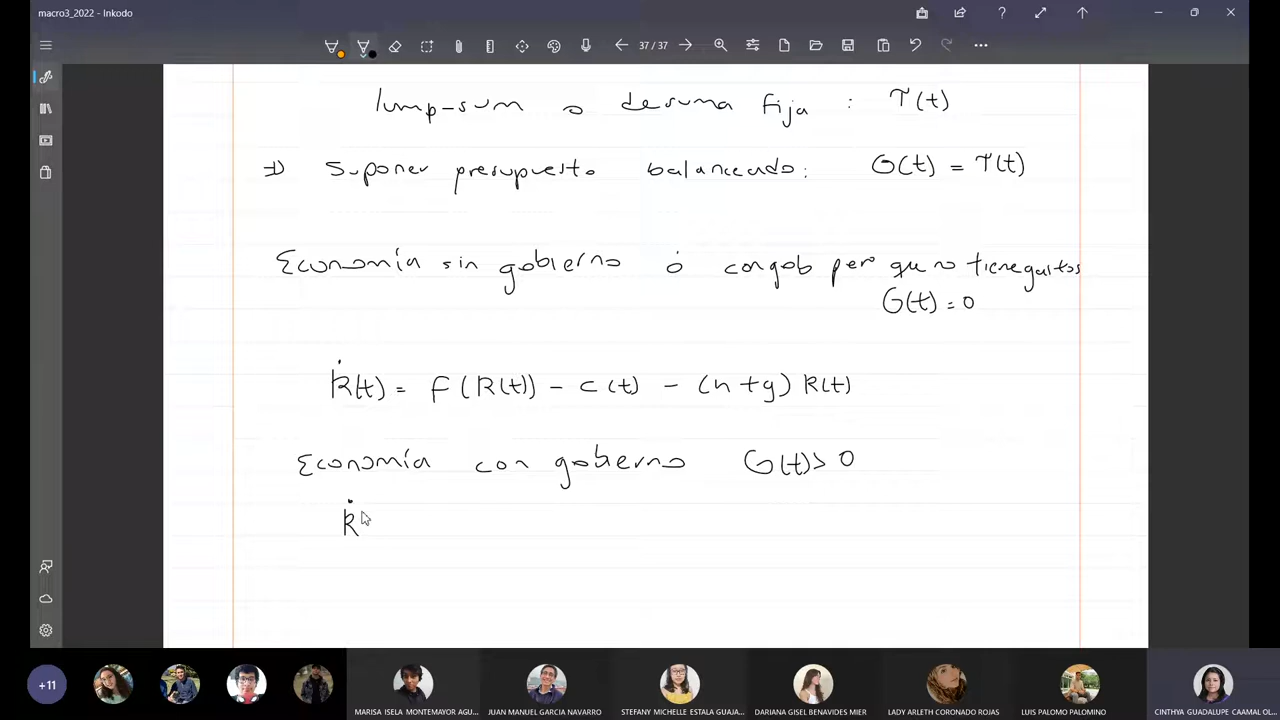 macro3_2022 - Inkodo
37 / 37
lump-sum o de suma fija : T(t)
⇒ Suponer presupuesto balanceado: G(t) = T(t)
Economía sin gobierno ó con gob pero que no tiene gastos
G(t) = 0
k̇(t) = f(k(t)) - c(t) - (n+g) k(t)
Economía con gobierno G(t) > 0
k̇
+11
MARISA ISELA MONTEMAYOR AGU...
JUAN MANUEL GARCIA NAVARRO
STEFANY MICHELLE ESTALA GUAJA...
DARIANA GISEL BENAVIDES MIER
LADY ARLETH CORONADO ROJAS
LUIS PALOMO PALOMINO
CINTHYA GUADALUPE CAAMAL OL...